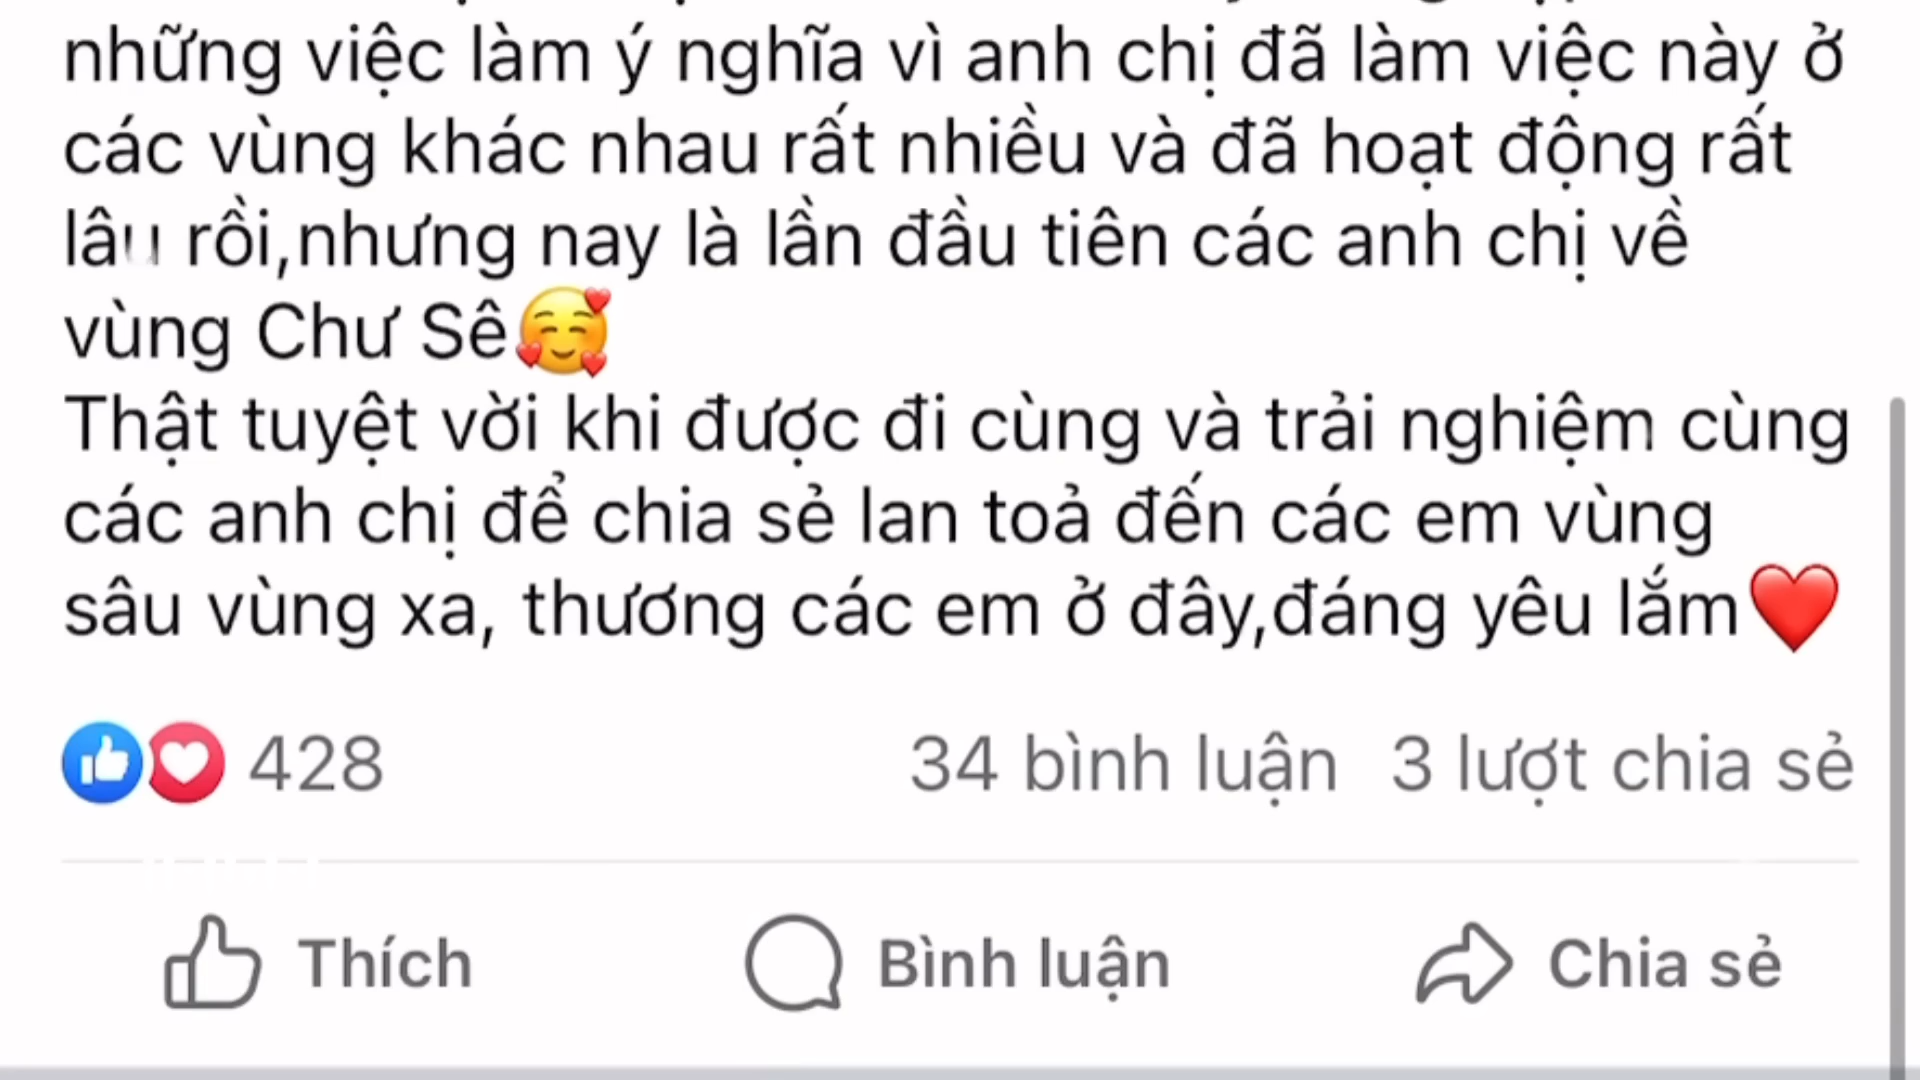 những việc làm ý nghĩa vì anh chị đã làm việc này ở
các vùng khác nhau rất nhiều và đã hoạt động rất
lâu rồi,nhưng nay là lần đầu tiên các anh chị về
vùng Chư Sê🥰
Thật tuyệt vời khi được đi cùng và trải nghiệm cùng
các anh chị để chia sẻ lan toả đến các em vùng
sâu vùng xa, thương các em ở đây,đáng yêu lắm❤️
428 34 bình luận 3 lượt chia sẻ
Thích Bình luận Chia sẻ